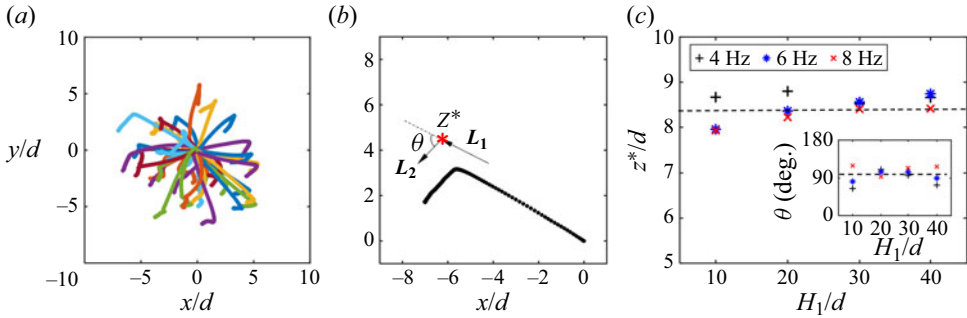 (a)
10
5
0
−5
−10
y/d
−10 −5 0 5 10
x/d
(b)
8
6
4
2
0
Z*
θ
L1
L2
−8 −6 −4 −2 0
x/d
(c)
10
9
8
7
6
5
z*/d
+ 4 Hz * 6 Hz × 8 Hz
180
90
0
θ (deg.)
10 20 30 40
H1/d
10 20 30 40
H1/d